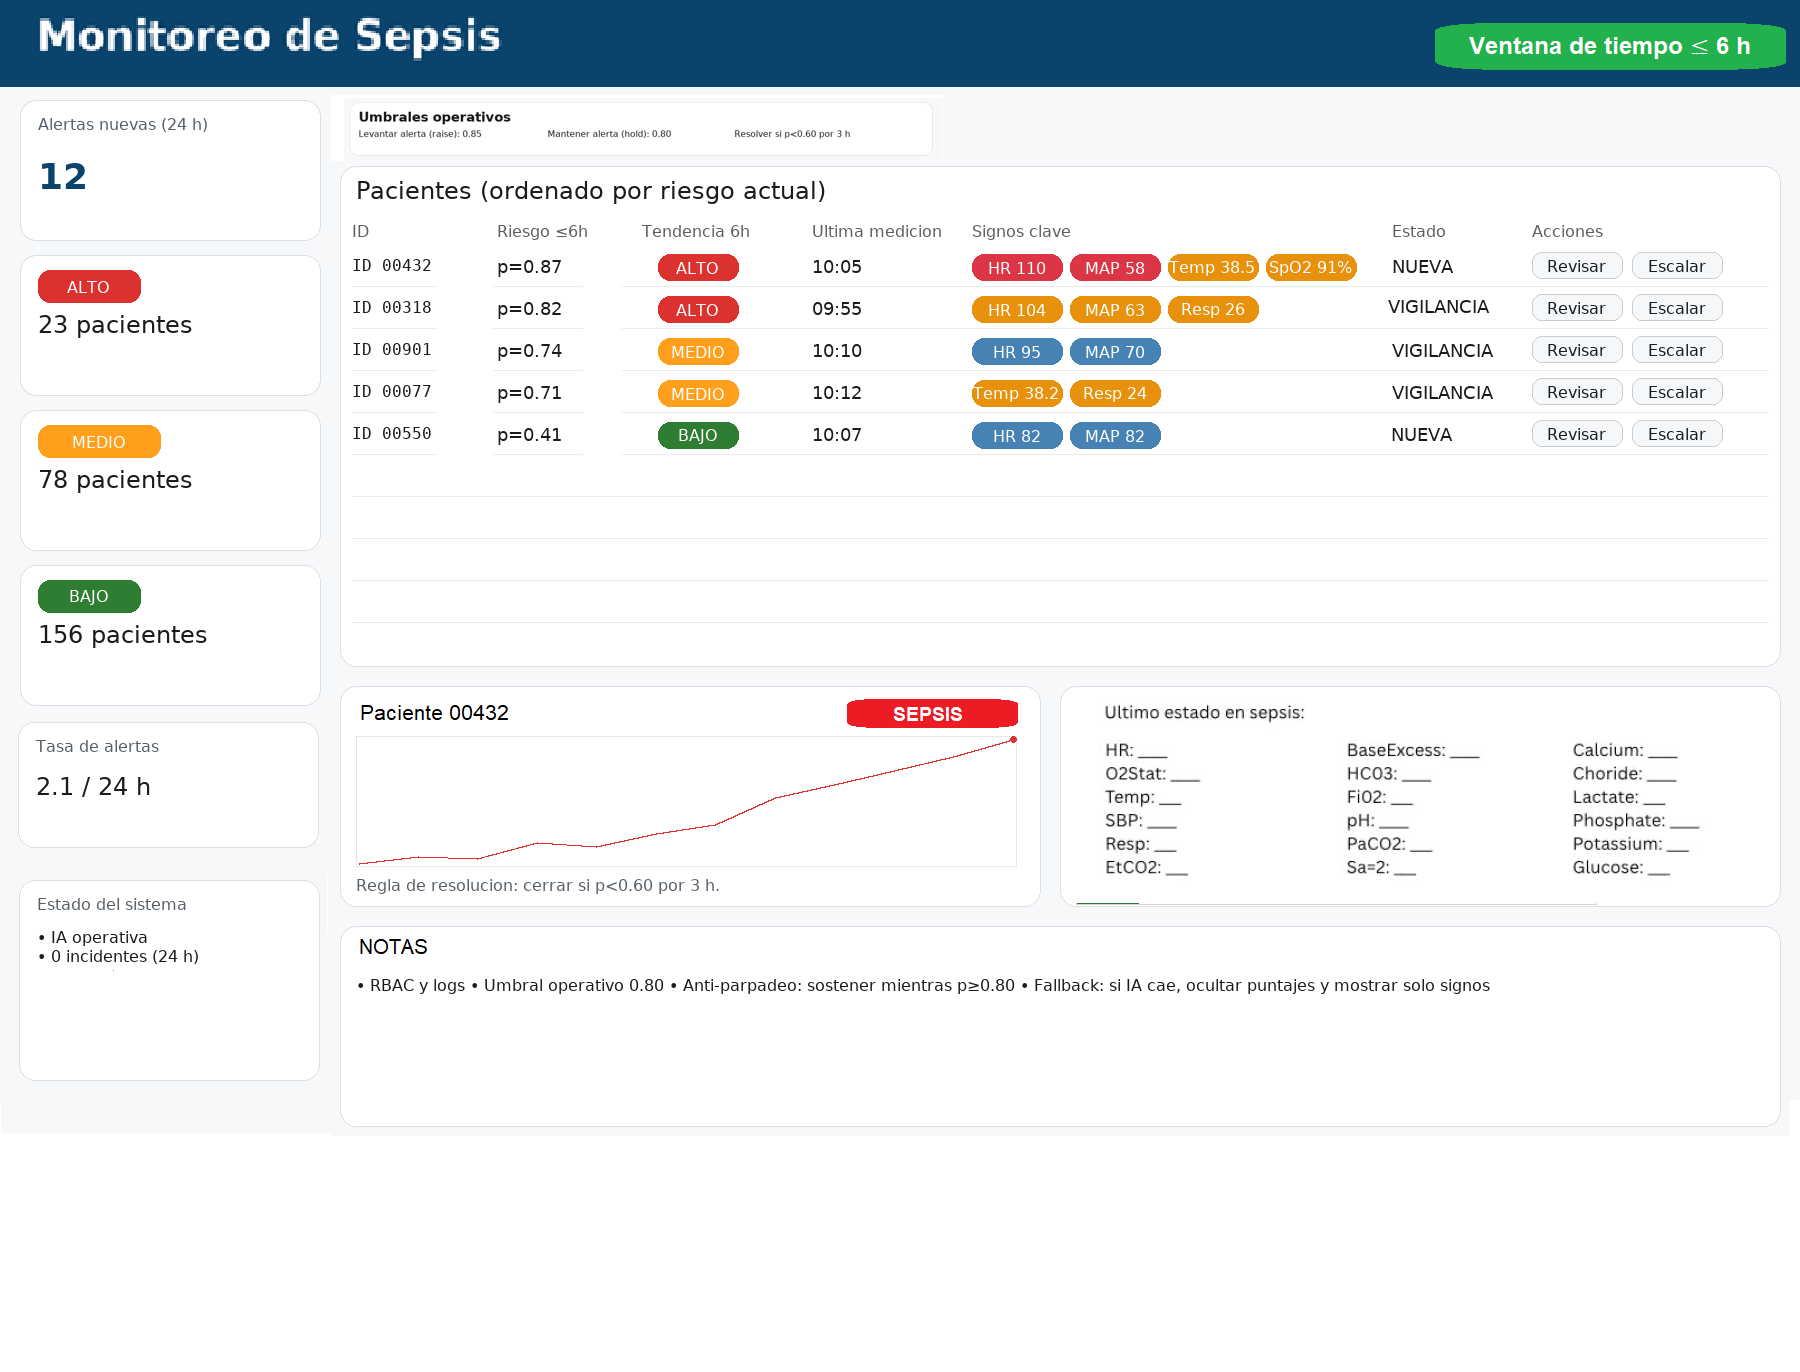 Monitoreo de Sepsis
Ventana de tiempo ≤ 6 h
Alertas nuevas (24 h)
12
ALTO
23 pacientes
MEDIO
78 pacientes
BAJO
156 pacientes
Tasa de alertas
2.1 / 24 h
Estado del sistema
• IA operativa
• 0 incidentes (24 h)
Umbrales operativos
Levantar alerta (raise): 0.85 Mantener alerta (hold): 0.80 Resolver si p<0.60 por 3 h
Pacientes (ordenado por riesgo actual)
ID Riesgo ≤6h Tendencia 6h Ultima medicion Signos clave Estado Acciones
ID 00432 p=0.87 ALTO 10:05 HR 110 MAP 58 Temp 38.5 SpO2 91% NUEVA Revisar Escalar
ID 00318 p=0.82 ALTO 09:55 HR 104 MAP 63 Resp 26 VIGILANCIA Revisar Escalar
ID 00901 p=0.74 MEDIO 10:10 HR 95 MAP 70 VIGILANCIA Revisar Escalar
ID 00077 p=0.71 MEDIO 10:12 Temp 38.2 Resp 24 VIGILANCIA Revisar Escalar
ID 00550 p=0.41 BAJO 10:07 HR 82 MAP 82 NUEVA Revisar Escalar
Paciente 00432 SEPSIS
Regla de resolucion: cerrar si p<0.60 por 3 h.
Ultimo estado en sepsis:
HR: ___ BaseExcess: ___ Calcium: ___
O2Stat: ___ HC03: ___ Choride: ___
Temp: ___ Fi02: ___ Lactate: ___
SBP: ___ pH: ___ Phosphate: ___
Resp: ___ PaCO2: ___ Potassium: ___
EtCO2: ___ Sa=2: ___ Glucose: ___
NOTAS
• RBAC y logs • Umbral operativo 0.80 • Anti-parpadeo: sostener mientras p≥0.80 • Fallback: si IA cae, ocultar puntajes y mostrar solo signos